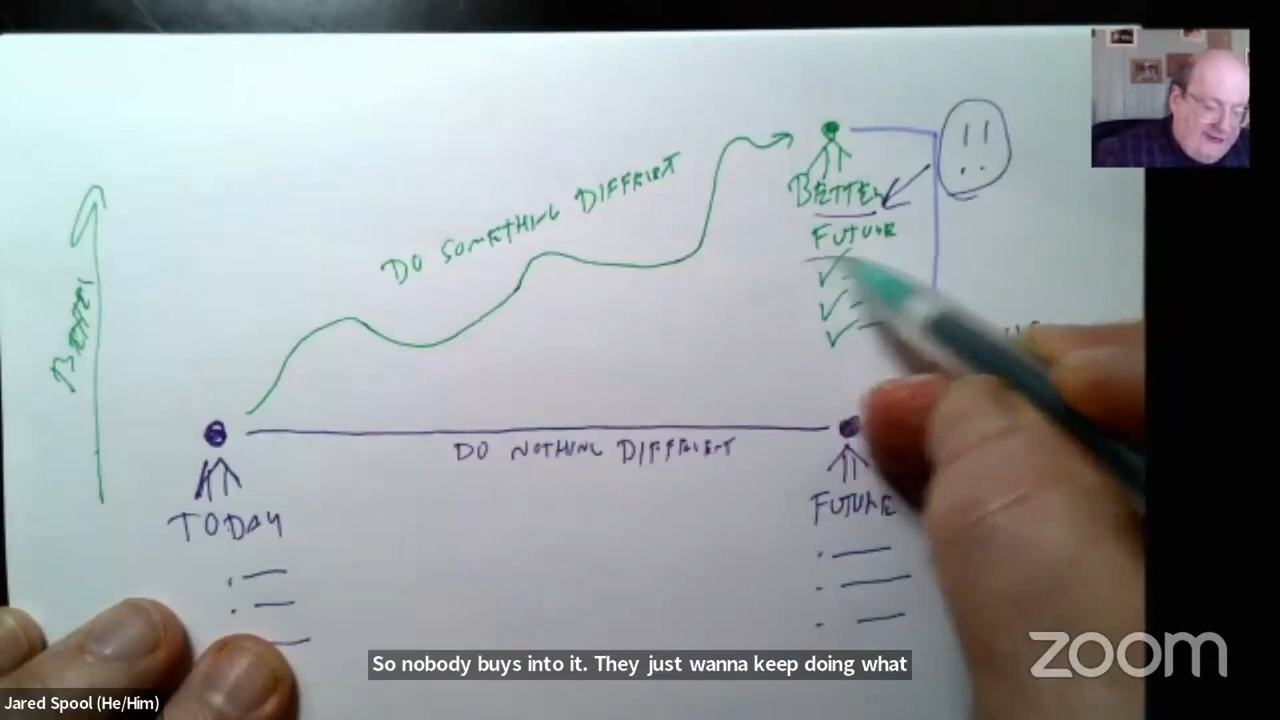 BETTER
DO SOMETHING DIFFERENT
BETTER
FUTURE
!!
DO NOTHING DIFFERENT
TODAY
FUTURE
So nobody buys into it. They just wanna keep doing what
zoom
Jared Spool (He/Him)